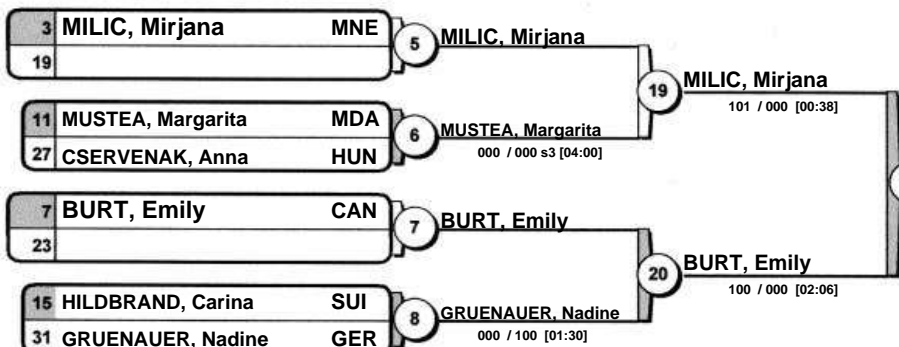 3 MILIC, Mirjana MNE
19
5
MILIC, Mirjana
11 MUSTEA, Margarita MDA
27 CSERVENAK, Anna HUN
6
MUSTEA, Margarita
000 / 000 s3 [04:00]
19
MILIC, Mirjana
101 / 000 [00:38]
7 BURT, Emily CAN
23
7
BURT, Emily
15 HILDBRAND, Carina SUI
31 GRUENAUER, Nadine GER
8
GRUENAUER, Nadine
000 / 100 [01:30]
20
BURT, Emily
100 / 000 [02:06]